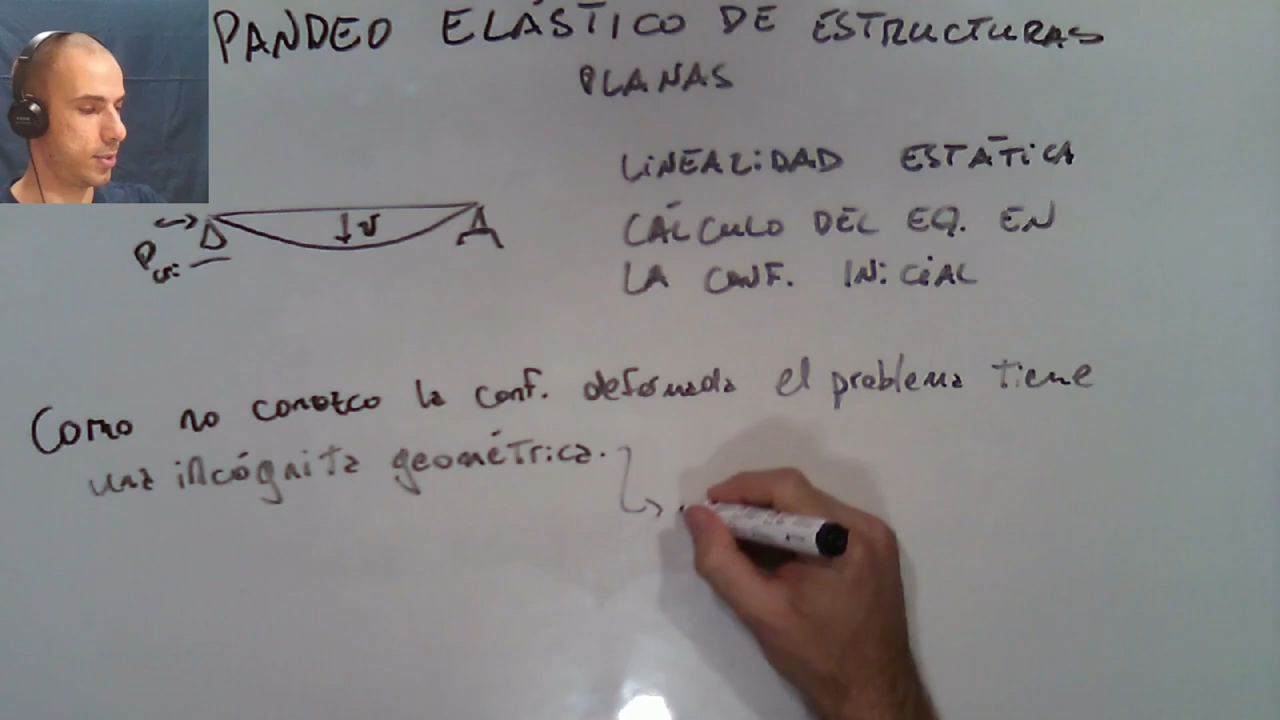 PANDEO ELÁSTICO DE ESTRUCTURAS
PLANAS
LINEALIDAD ESTÁTICA
CÁLCULO DEL EQ. EN
LA CONF. INICIAL
v
Pcri
Como no conozco la conf. deformada el problema tiene
una incógnita geométrica.